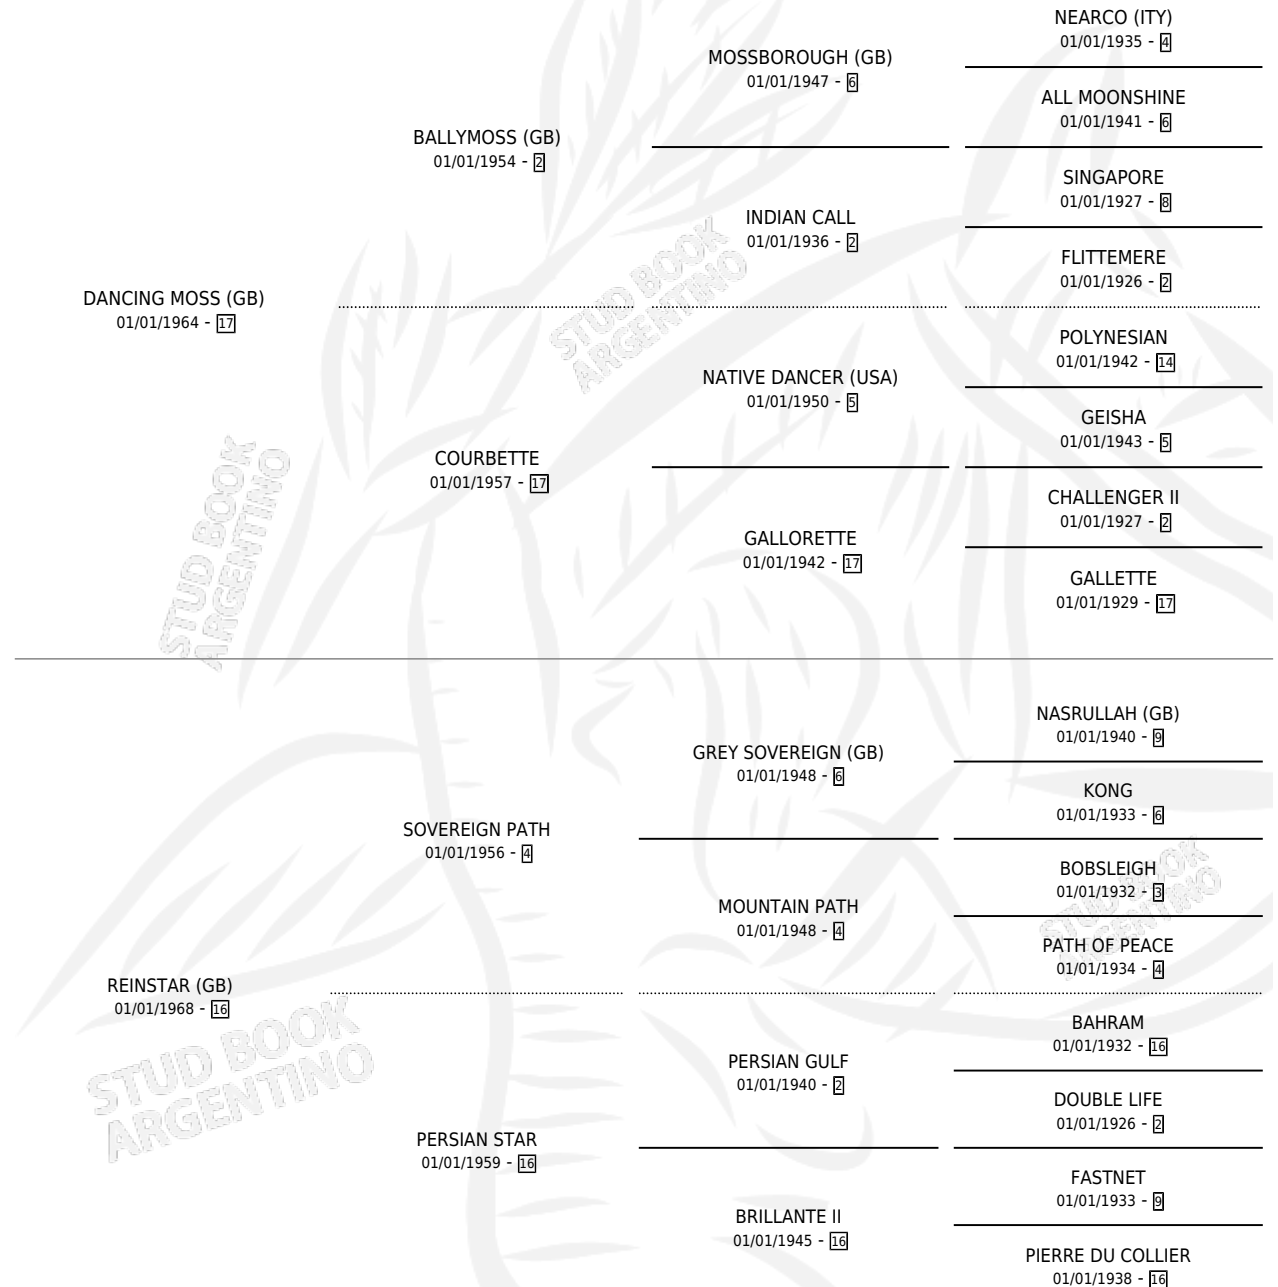 NEARCO (ITY)
01/01/1935 - 4
MOSSBOROUGH (GB)
01/01/1947 - 6
ALL MOONSHINE
01/01/1941 - 6
BALLYMOSS (GB)
01/01/1954 - 2
SINGAPORE
01/01/1927 - 8
INDIAN CALL
01/01/1936 - 2
FLITTEMERE
01/01/1926 - 2
DANCING MOSS (GB)
01/01/1964 - 17
POLYNESIAN
01/01/1942 - 14
NATIVE DANCER (USA)
01/01/1950 - 5
GEISHA
01/01/1943 - 5
COURBETTE
01/01/1957 - 17
CHALLENGER II
01/01/1927 - 2
GALLORETTE
01/01/1942 - 17
GALLETTE
01/01/1929 - 17
NASRULLAH (GB)
01/01/1940 - 9
GREY SOVEREIGN (GB)
01/01/1948 - 6
KONG
01/01/1933 - 6
SOVEREIGN PATH
01/01/1956 - 4
BOBSLEIGH
01/01/1932 - 3
MOUNTAIN PATH
01/01/1948 - 4
PATH OF PEACE
01/01/1934 - 4
REINSTAR (GB)
01/01/1968 - 16
BAHRAM
01/01/1932 - 16
PERSIAN GULF
01/01/1940 - 2
DOUBLE LIFE
01/01/1926 - 2
PERSIAN STAR
01/01/1959 - 16
FASTNET
01/01/1933 - 9
BRILLANTE II
01/01/1945 - 16
PIERRE DU COLLIER
01/01/1938 - 16
STUD BOOK
ARGENTINO
STUD BOOK
ARGENTINO
STUD BOOK
ARGENTINO
STUD BOOK
ARGENTINO